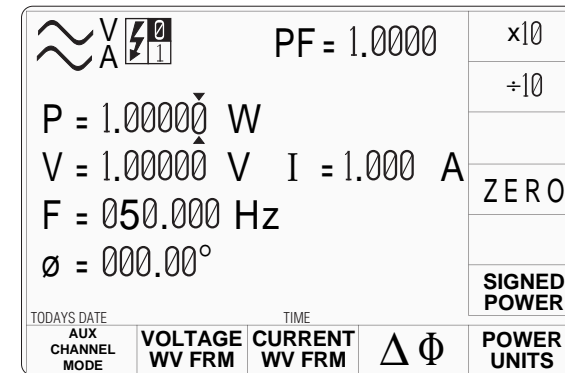 V
A
0
1
PF = 1.0000
x10
÷10
P = 1.00000 W
V = 1.00000 V I = 1.000 A
ZERO
F = 050.000 Hz
ø = 000.00°
SIGNED
POWER
TODAYS DATE TIME
AUX
CHANNEL
MODE
VOLTAGE
WV FRM
CURRENT
WV FRM
Δ Φ
POWER
UNITS